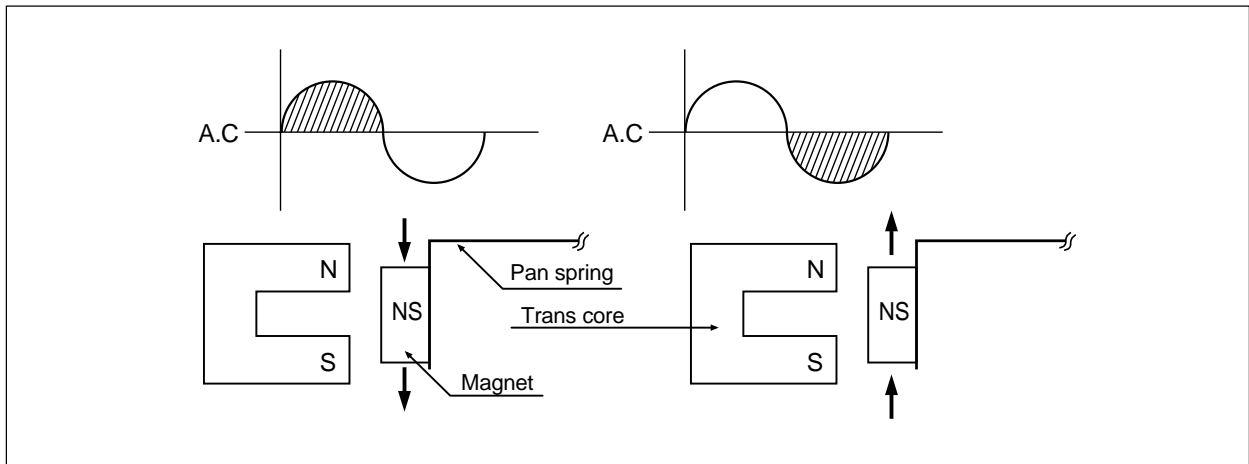 A.C
A.C
N
S
NS
Pan spring
Trans core
Magnet
N
S
NS